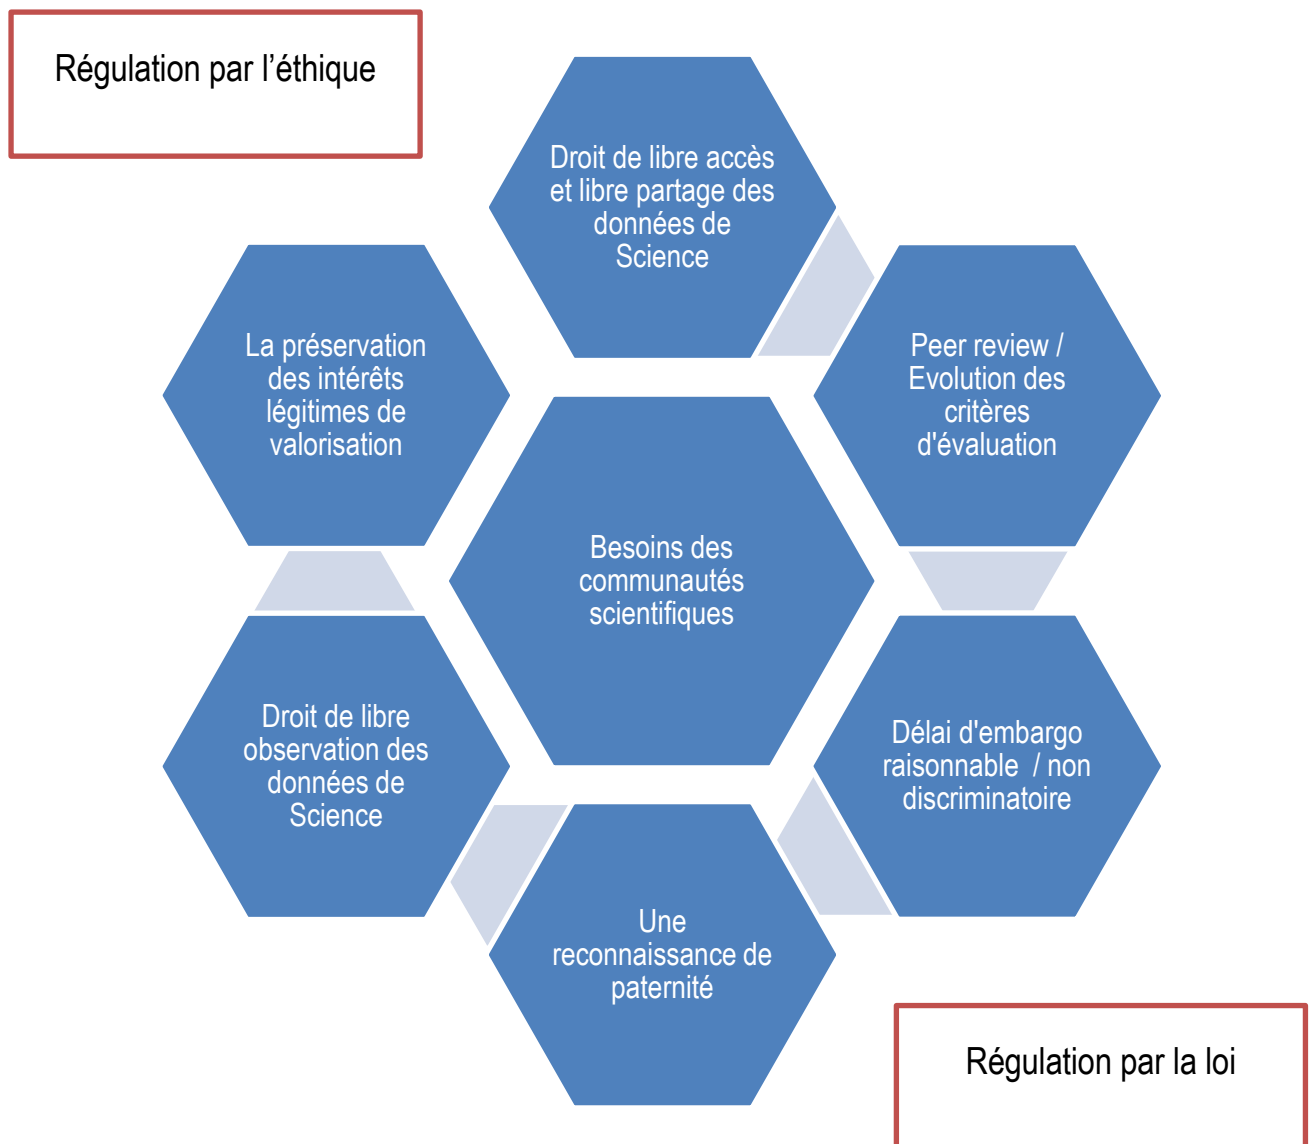 Régulation par l’éthique
Droit de libre accès
et libre partage des
données de
Science
La préservation
des intérêts
légitimes de
valorisation
Peer review /
Evolution des
critères
d'évaluation
Besoins des
communautés
scientifiques
Droit de libre
observation des
données de
Science
Délai d'embargo
raisonnable / non
discriminatoire
Une
reconnaissance de
paternité
Régulation par la loi